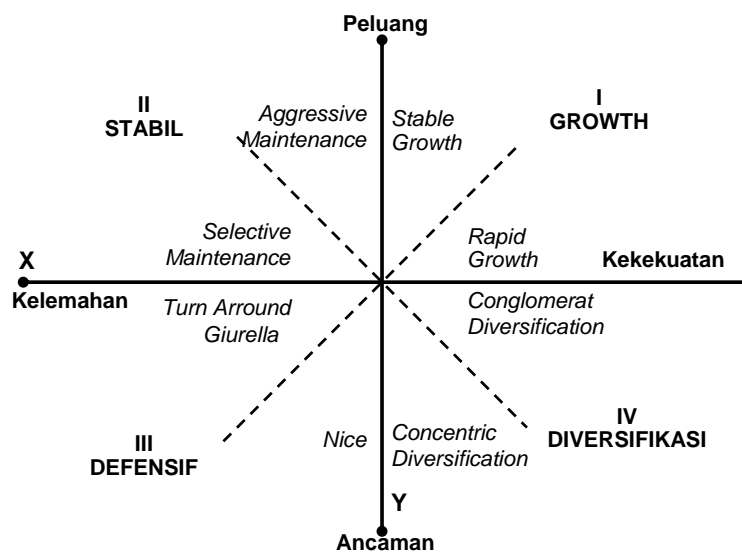 Peluang
II
STABIL
Aggressive
Maintenance
Stable
Growth
I
GROWTH
Selective
Maintenance
Rapid
Growth
X
Kekekuatan
Kelemahan
Turn Arround
Giurella
Conglomerat
Diversification
III
DEFENSIF
Nice
Concentric
Diversification
IV
DIVERSIFIKASI
Y
Ancaman